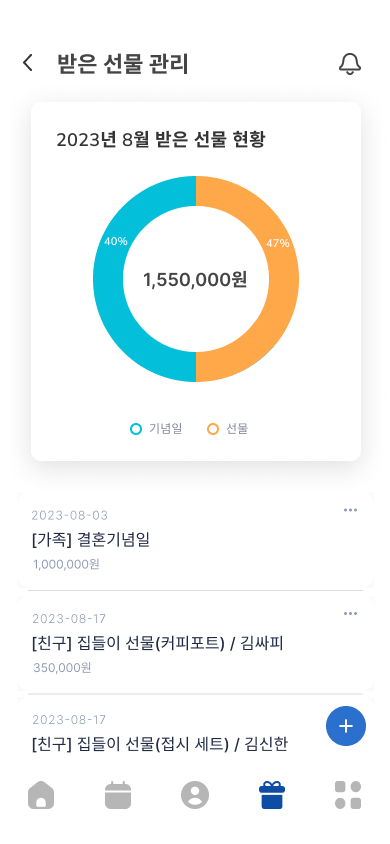 받은 선물 관리
2023년 8월 받은 선물 현황
40%
47%
1,550,000원
기념일
선물
2023-08-03
[가족] 결혼기념일
1,000,000원
2023-08-17
[친구] 집들이 선물(커피포트) / 김싸피
350,000원
2023-08-17
[친구] 집들이 선물(접시 세트) / 김신한